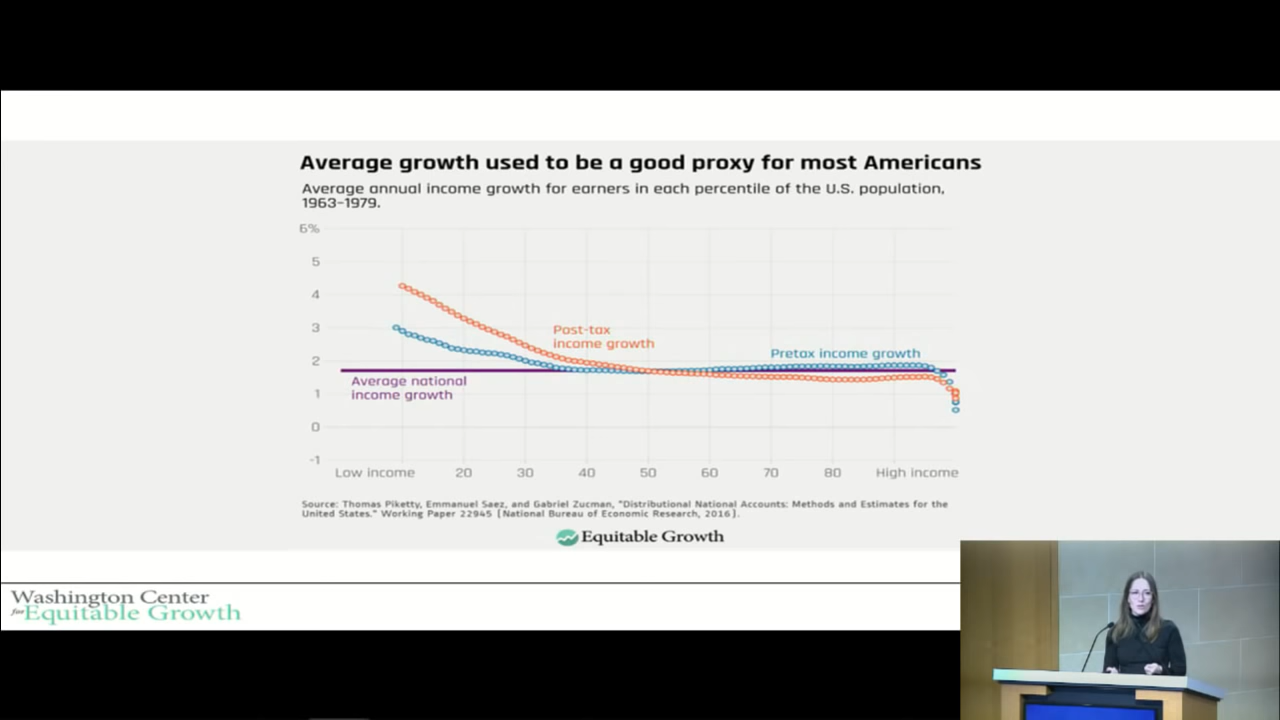 Average growth used to be a good proxy for most Americans
Average annual income growth for earners in each percentile of the U.S. population,
1963–1979.
6%
5
4
3
2
1
0
-1
Post-tax
income growth
Pretax income growth
Average national
income growth
Low income
20
30
40
50
60
70
80
High income
Source: Thomas Piketty, Emmanuel Saez, and Gabriel Zucman, "Distributional National Accounts: Methods and Estimates for the
United States." Working Paper 22945 (National Bureau of Economic Research, 2016).
Equitable Growth
Washington Center
for Equitable Growth